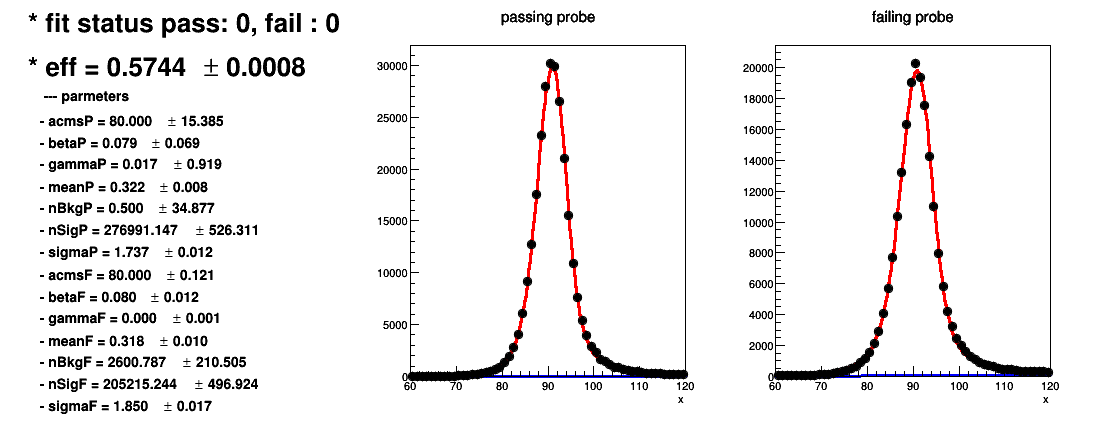 * fit status pass: 0, fail : 0
* eff = 0.5744 ± 0.0008
--- parmeters
- acmsP = 80.000 ± 15.385
- betaP = 0.079 ± 0.069
- gammaP = 0.017 ± 0.919
- meanP = 0.322 ± 0.008
- nBkgP = 0.500 ± 34.877
- nSigP = 276991.147 ± 526.311
- sigmaP = 1.737 ± 0.012
- acmsF = 80.000 ± 0.121
- betaF = 0.080 ± 0.012
- gammaF = 0.000 ± 0.001
- meanF = 0.318 ± 0.010
- nBkgF = 2600.787 ± 210.505
- nSigF = 205215.244 ± 496.924
- sigmaF = 1.850 ± 0.017
passing probe
30000
25000
20000
15000
10000
5000
0
60 70 80 90 100 110 120
x
failing probe
20000
18000
16000
14000
12000
10000
8000
6000
4000
2000
0
60 70 80 90 100 110 120
x